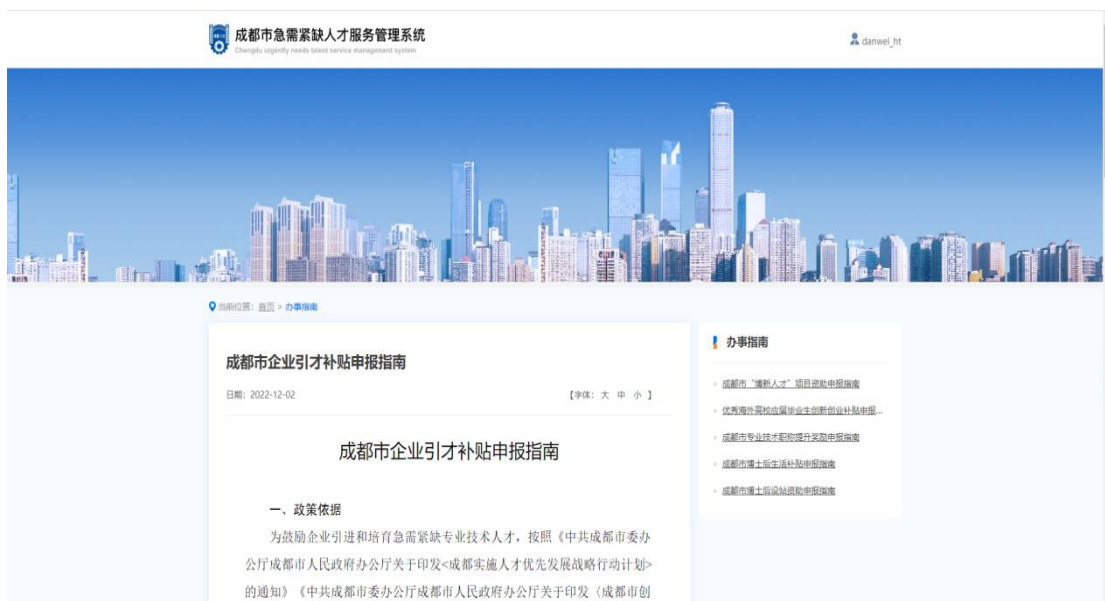 成都市急需紧缺人才服务管理系统
Chengdu urgently needs talent service management system
danwei_ht
当前位置：首页 > 办事指南
成都市企业引才补贴申报指南
日期：2022-12-02
【字体：大 中 小 】
成都市企业引才补贴申报指南
一、政策依据
为鼓励企业引进和培育急需紧缺专业技术人才，按照《中共成都市委办
公厅成都市人民政府办公厅关于印发<成都实施人才优先发展战略行动计划>
的通知》《中共成都市委办公厅成都市人民政府办公厅关于印发〈成都市创
办事指南
成都市“博新人才”项目资助申报指南
优秀海外高校应届毕业生创新创业补贴申报...
成都市专业技术职称提升奖励申报指南
成都市博士后生活补贴申报指南
成都市博士后设站资助申报指南